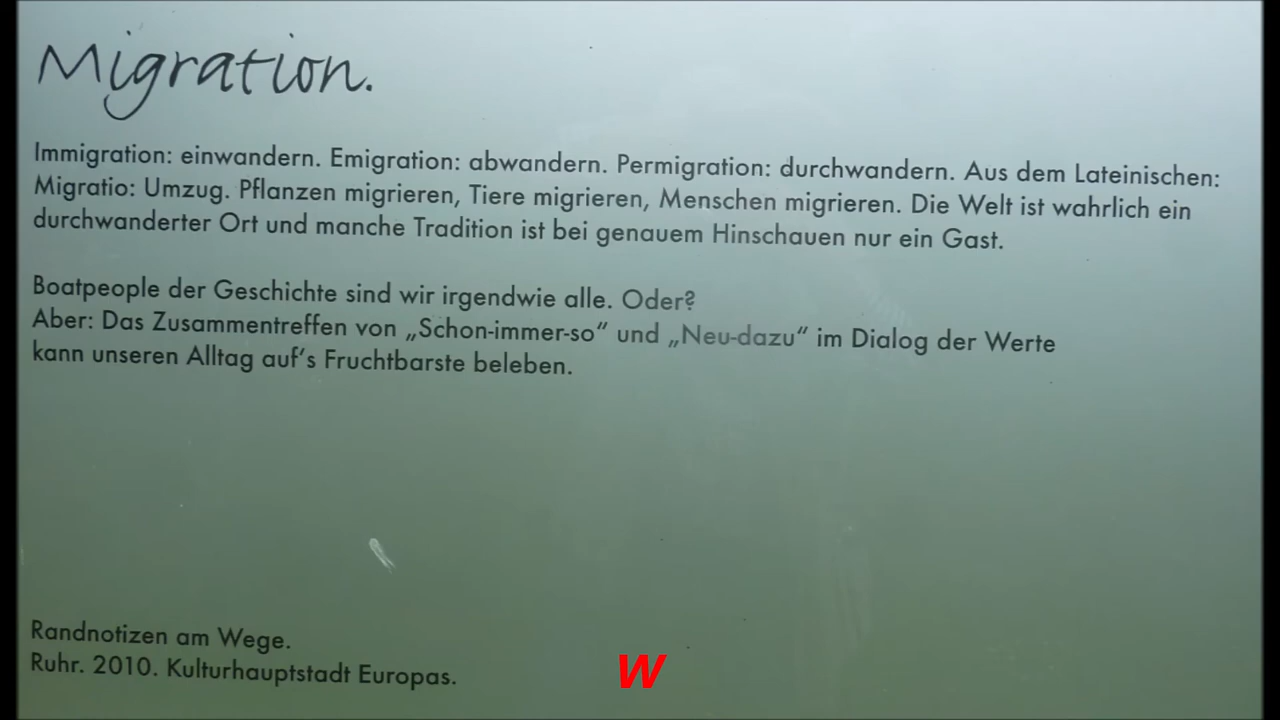 Migration.
Immigration: einwandern. Emigration: abwandern. Permigration: durchwandern. Aus dem Lateinischen:
Migratio: Umzug. Pflanzen migrieren, Tiere migrieren, Menschen migrieren. Die Welt ist wahrlich ein
durchwanderter Ort und manche Tradition ist bei genauem Hinschauen nur ein Gast.
Boatpeople der Geschichte sind wir irgendwie alle. Oder?
Aber: Das Zusammentreffen von „Schon-immer-so“ und „Neu-dazu“ im Dialog der Werte
kann unseren Alltag auf’s Fruchtbarste beleben.
Randnotizen am Wege.
Ruhr. 2010. Kulturhauptstadt Europas.
W